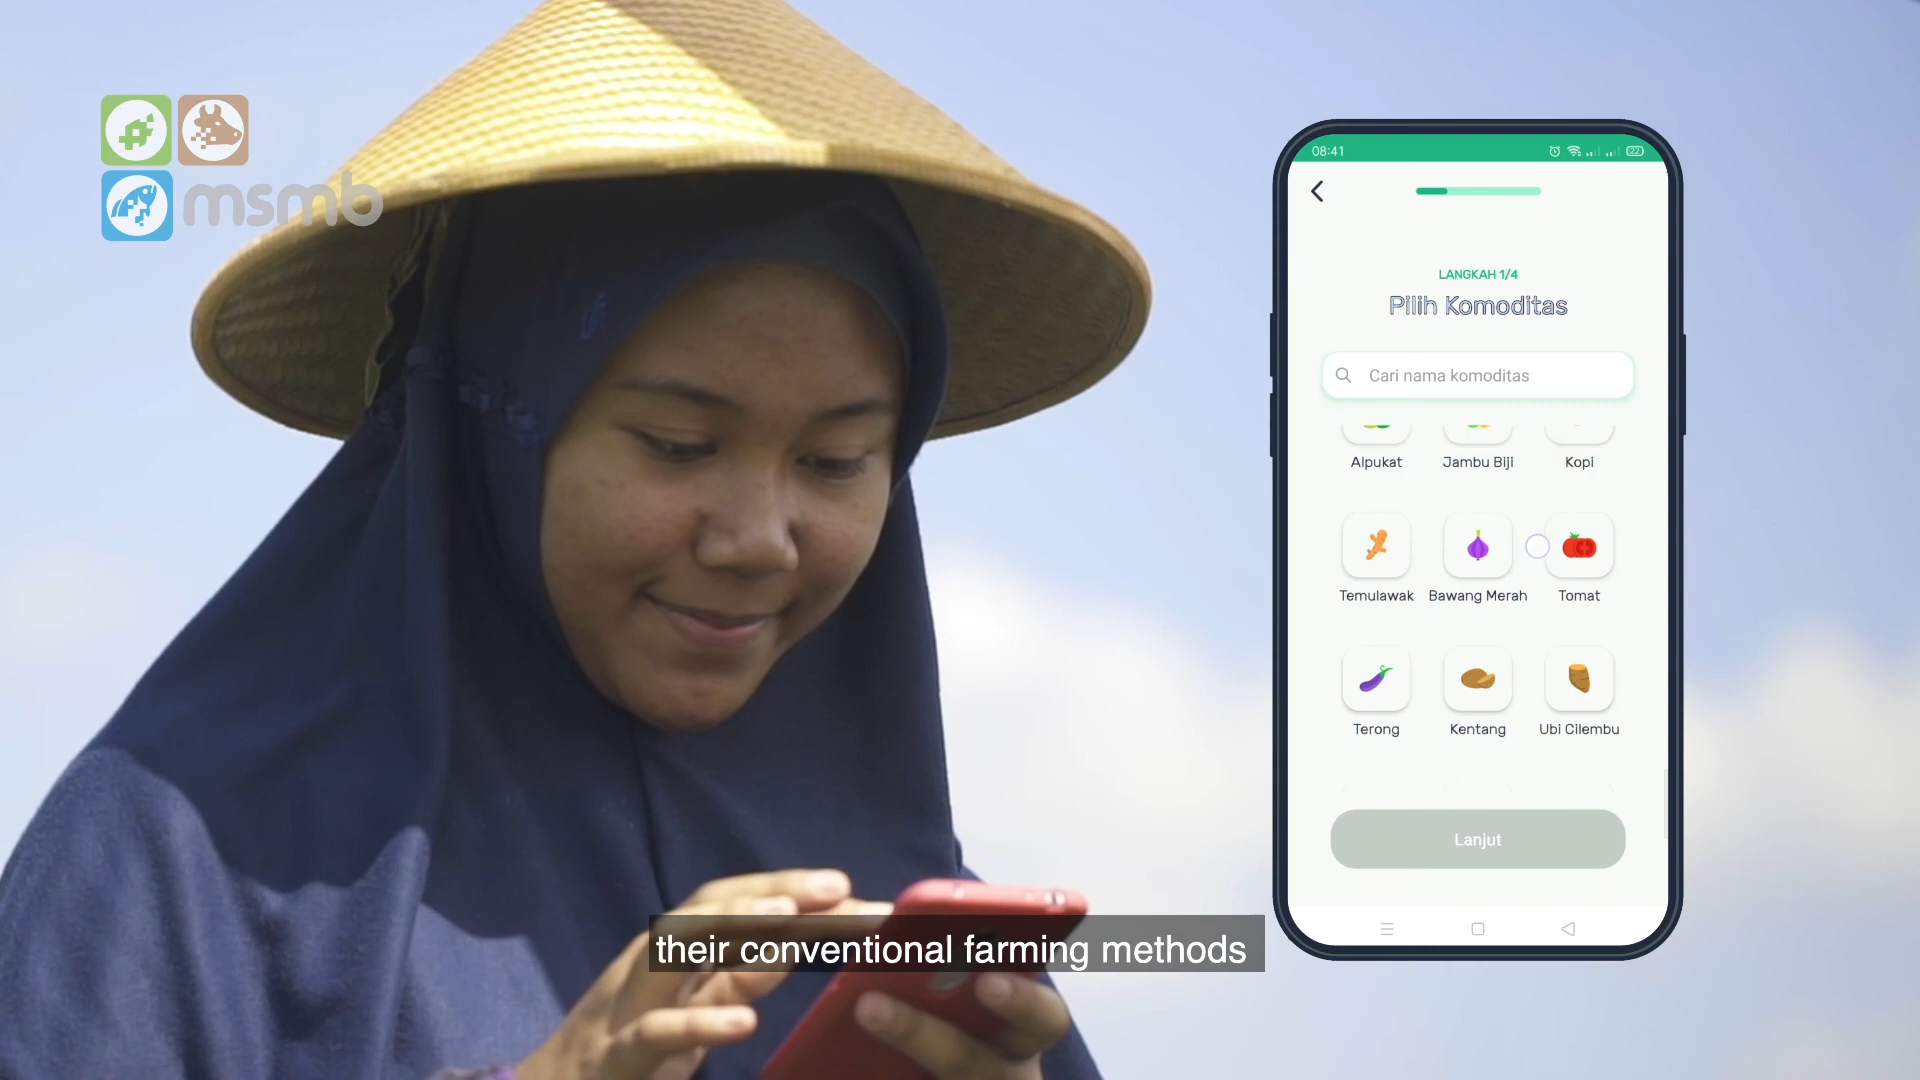 msmb
08:41
22
LANGKAH 1/4
Pilih Komoditas
Cari nama komoditas
Alpukat
Jambu Biji
Kopi
Temulawak
Bawang Merah
Tomat
Terong
Kentang
Ubi Cilembu
Lanjut
their conventional farming methods